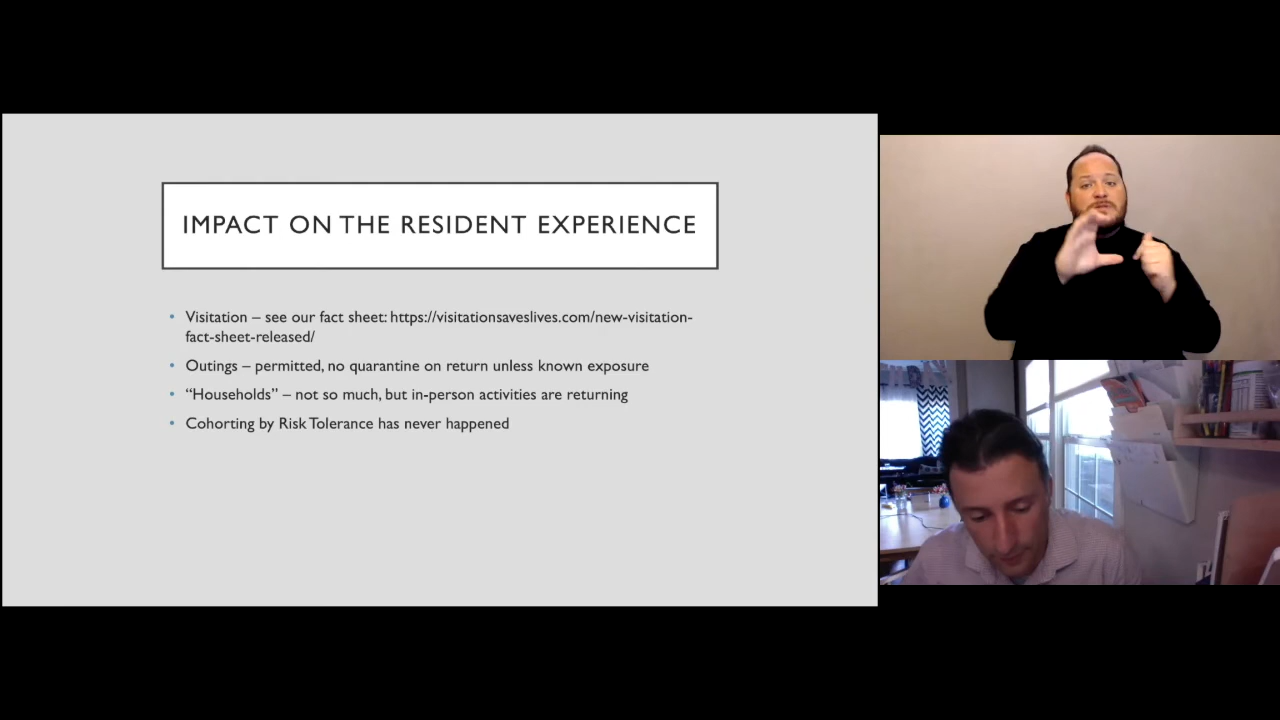 IMPACT ON THE RESIDENT EXPERIENCE
• Visitation – see our fact sheet: https://visitationsaveslives.com/new-visitation-
fact-sheet-released/
• Outings – permitted, no quarantine on return unless known exposure
• “Households” – not so much, but in-person activities are returning
• Cohorting by Risk Tolerance has never happened